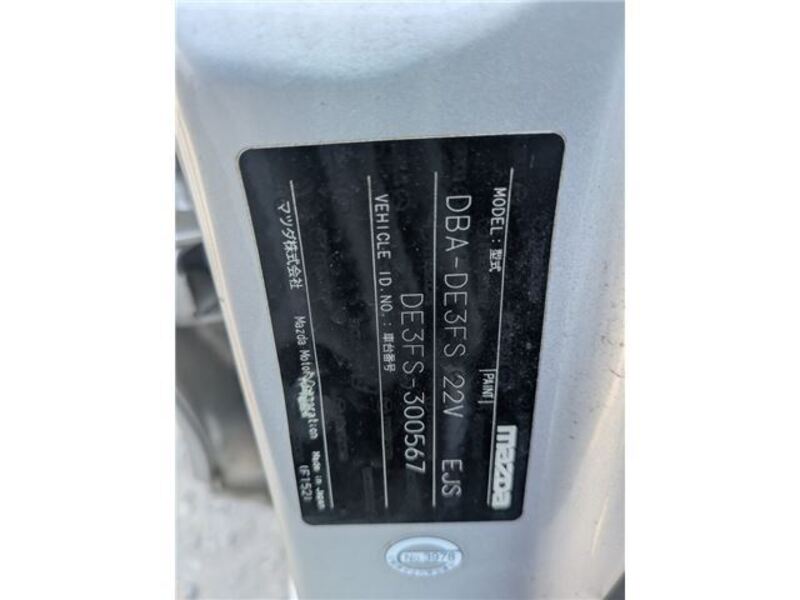 mazda
MODEL:型式 [PAINT]
DBA-DE3FS 22V EJS
VEHICLE ID.NO.:車台番号
DE3FS-300567
マツダ株式会社 Mazda Motor Corporation Made in Japan
(F152)
No.3978